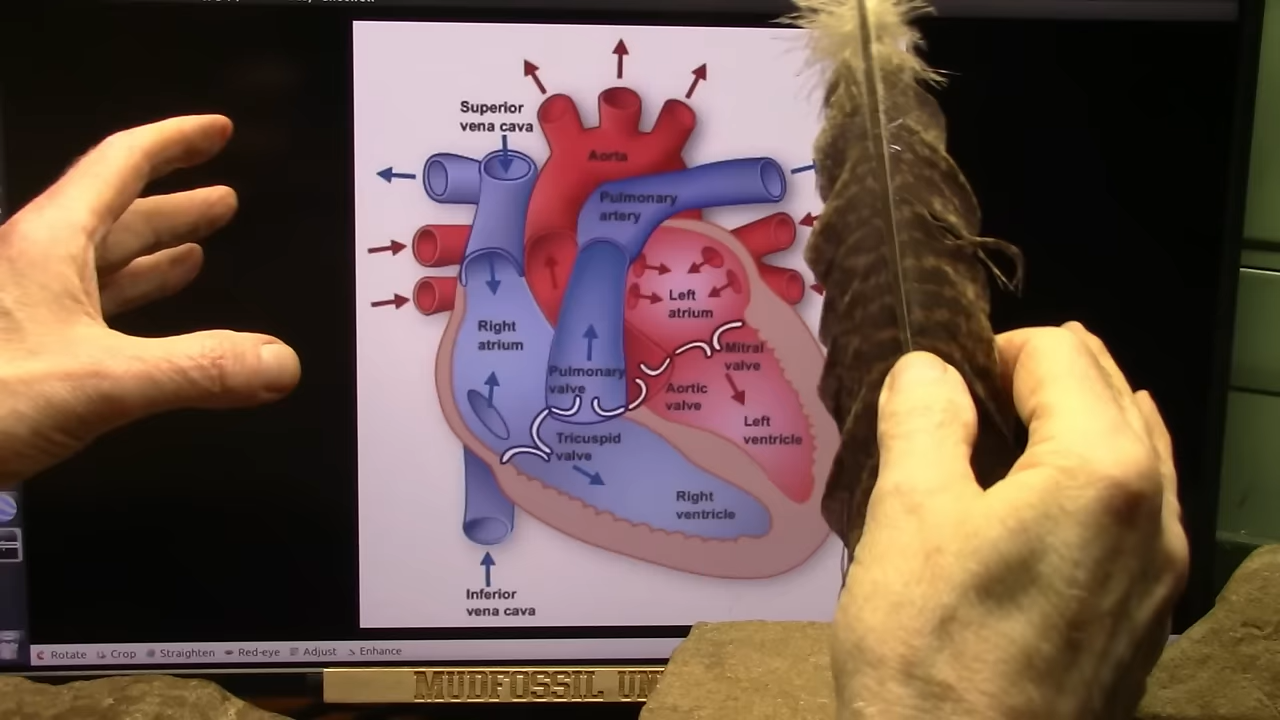 Superior
vena cava
Aorta
Pulmonary
artery
Left
atrium
Right
atrium
Mitral
valve
Pulmonary
valve
Aortic
valve
Left
ventricle
Tricuspid
valve
Right
ventricle
Inferior
vena cava
Rotate Crop Straighten Red-eye Adjust Enhance
MUDFOSSIL